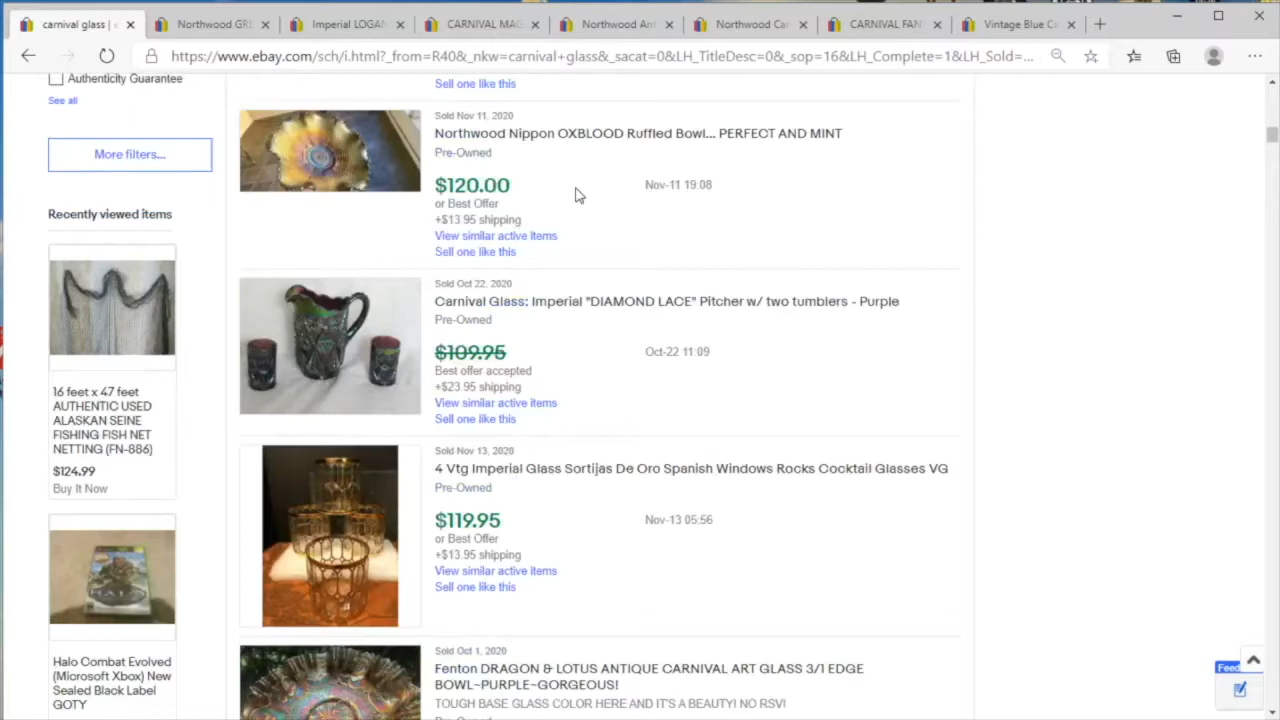 carnival glass | e
Northwood GRE
Imperial LOGAN
CARNIVAL MAG
Northwood An
Northwood Car
CARNIVAL FAN
Vintage Blue Ca
https://www.ebay.com/sch/i.html?_from=R40&_nkw=carnival+glass&_sacat=0&LH_TitleDesc=0&_sop=16&LH_Complete=1&LH_Sold=...
Authenticity Guarantee
See all
More filters...
Recently viewed items
16 feet x 47 feet
AUTHENTIC USED
ALASKAN SEINE
FISHING FISH NET
NETTING (FN-886)
$124.99
Buy It Now
Halo Combat Evolved
(Microsoft Xbox) New
Sealed Black Label
GOTY
Sell one like this
Sold Nov 11, 2020
Northwood Nippon OXBLOOD Ruffled Bowl... PERFECT AND MINT
Pre-Owned
$120.00
Nov-11 19:08
or Best Offer
+$13.95 shipping
View similar active items
Sell one like this
Sold Oct 22, 2020
Carnival Glass: Imperial "DIAMOND LACE" Pitcher w/ two tumblers - Purple
Pre-Owned
$109.95
Oct-22 11:09
Best offer accepted
+$23.95 shipping
View similar active items
Sell one like this
Sold Nov 13, 2020
4 Vtg Imperial Glass Sortijas De Oro Spanish Windows Rocks Cocktail Glasses VG
Pre-Owned
$119.95
Nov-13 05:56
or Best Offer
+$13.95 shipping
View similar active items
Sell one like this
Sold Oct 1, 2020
Fenton DRAGON & LOTUS ANTIQUE CARNIVAL ART GLASS 3/1 EDGE
BOWL~PURPLE~GORGEOUS!
TOUGH BASE GLASS COLOR HERE AND IT'S A BEAUTY! NO RSV!
Pre-Owned
Feed